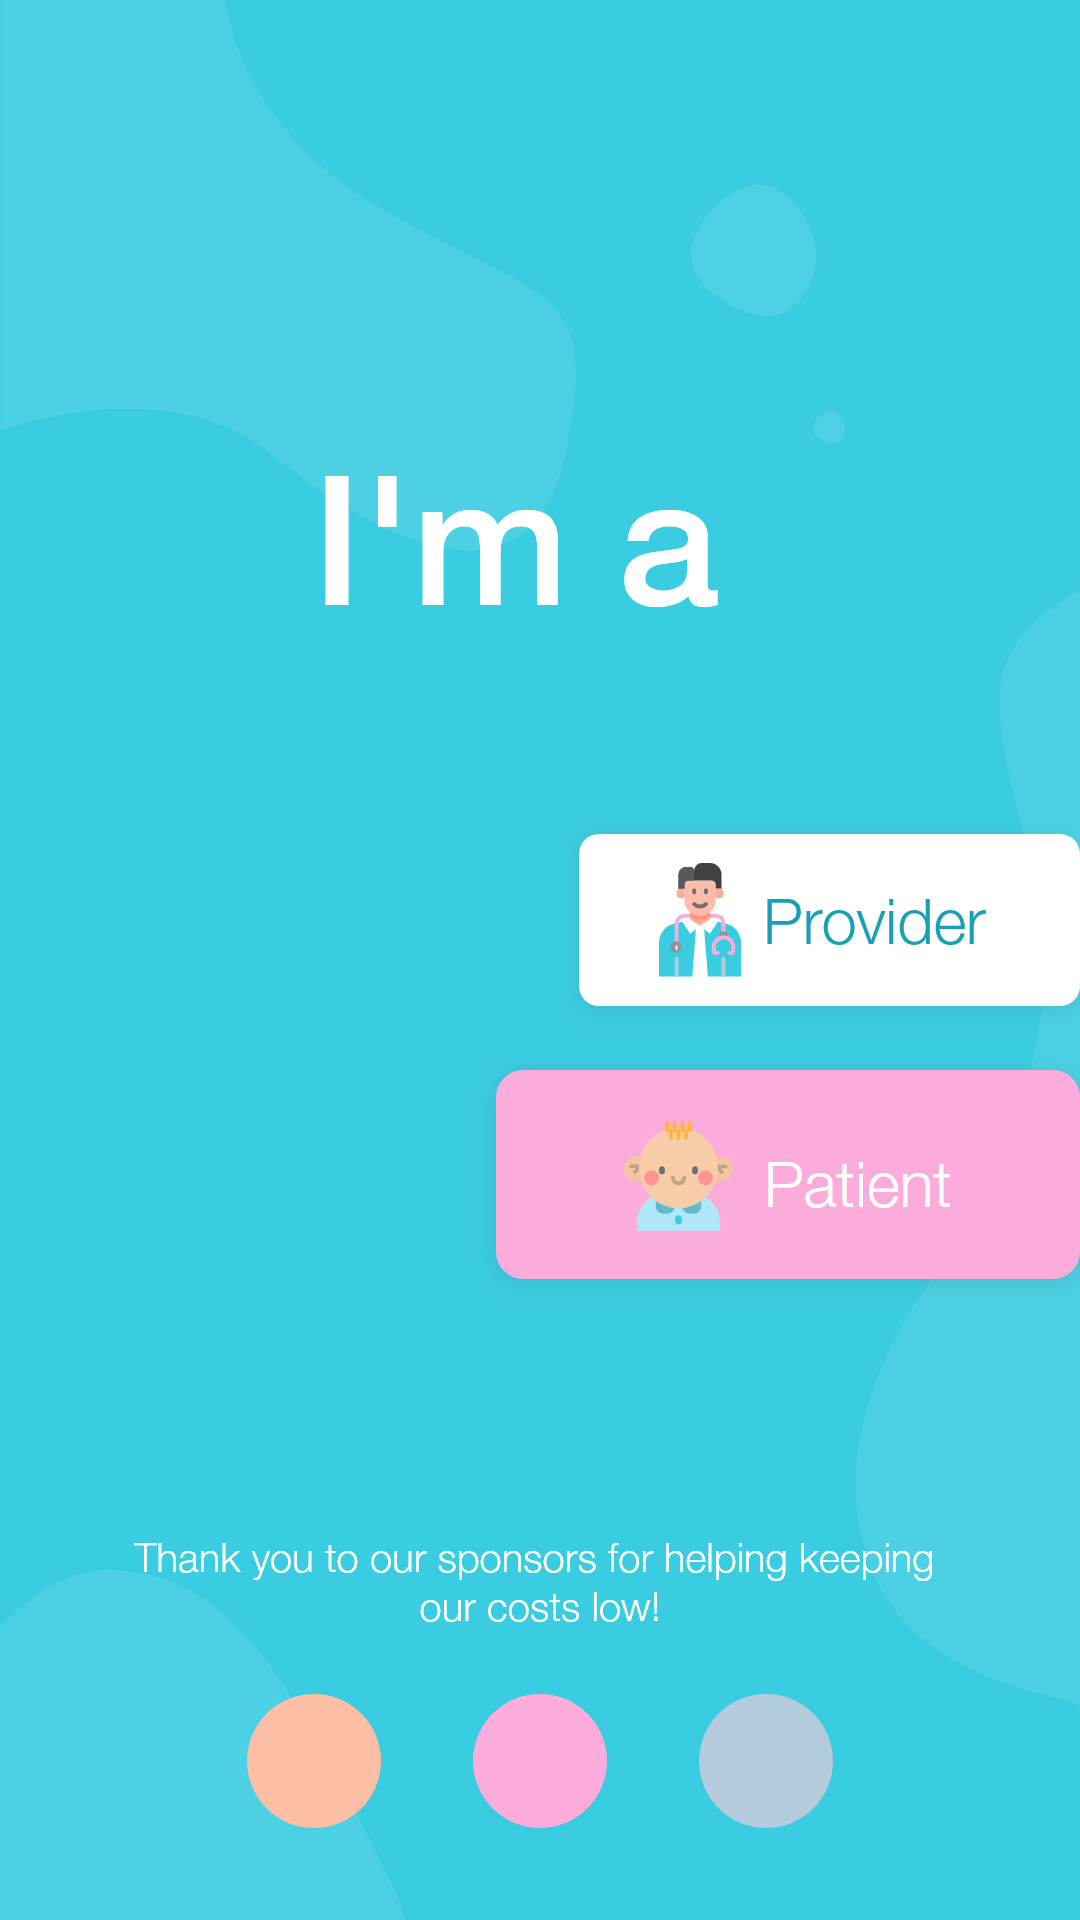 I'm a
Provider
Patient
Thank you to our sponsors for helping keeping
our costs low!